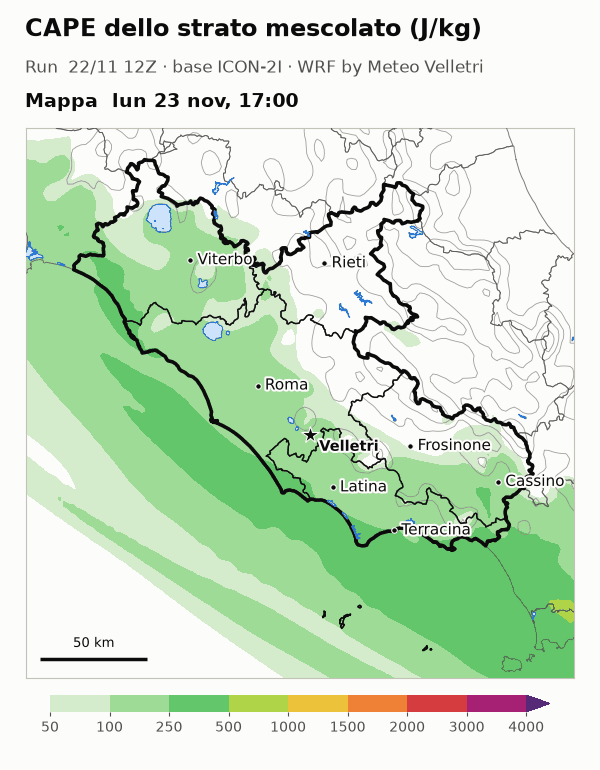 CAPE dello strato mescolato (J/kg)
Run  22/11 12Z · base ICON-2I · WRF by Meteo Velletri
Mappa  lun 23 nov, 17:00
Viterbo
Rieti
Roma
Velletri
Frosinone
Latina
Cassino
Terracina
50 km
50 100 250 500 1000 1500 2000 3000 4000